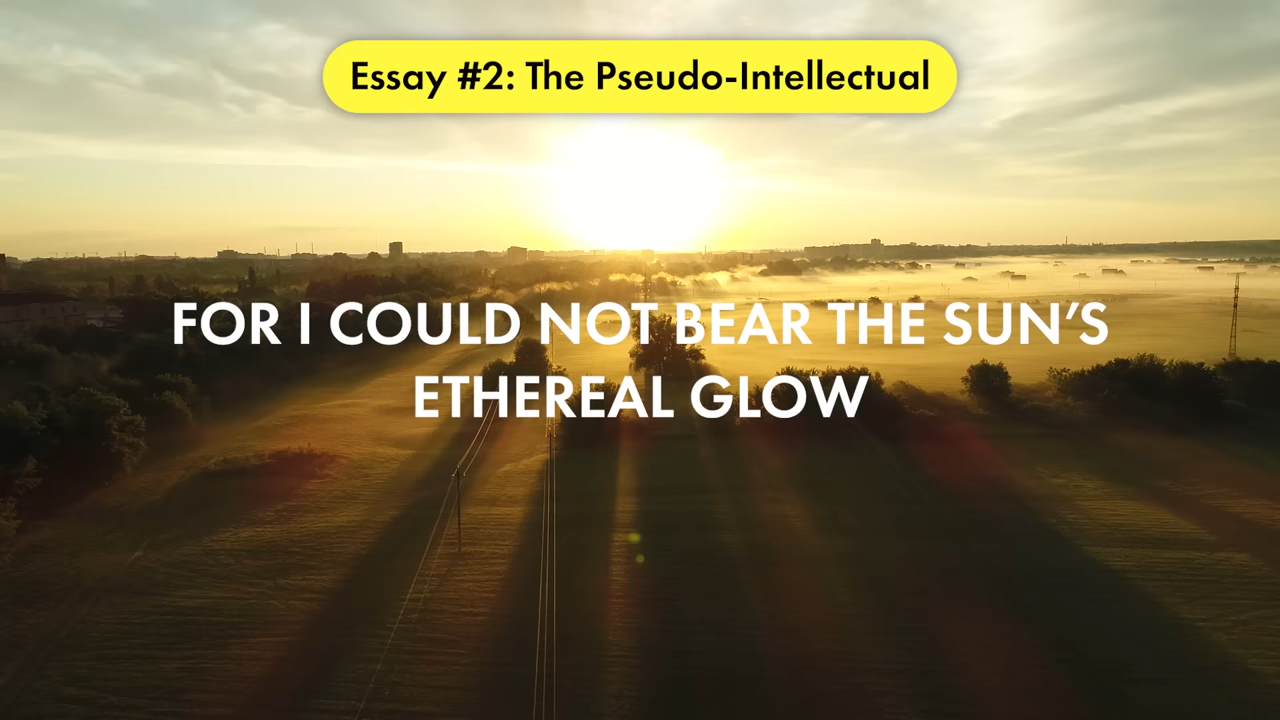 Essay #2: The Pseudo-Intellectual
FOR I COULD NOT BEAR THE SUN’S
ETHEREAL GLOW